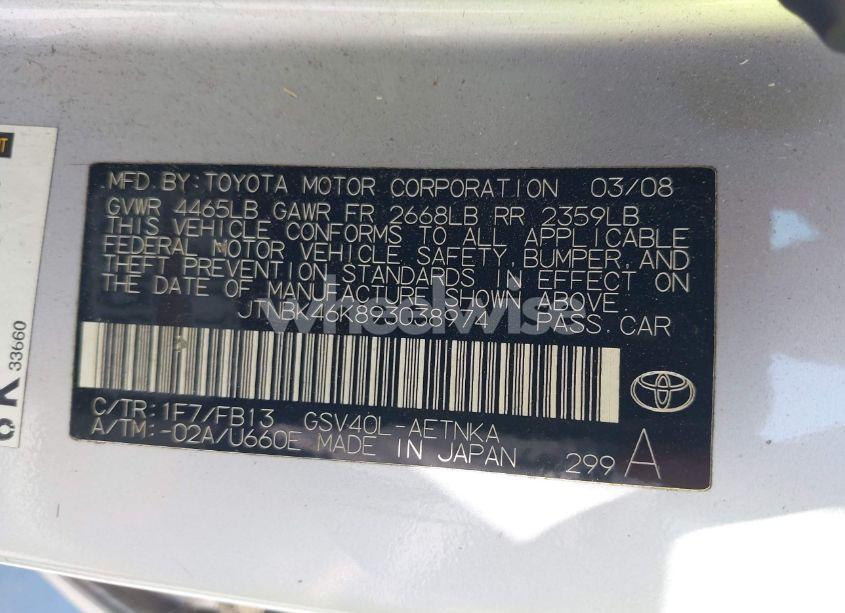 MFD. BY: TOYOTA MOTOR CORPORATION 03/08
GVWR 4465LB GAWR FR 2668LB RR 2359LB
THIS VEHICLE CONFORMS TO ALL APPLICABLE
FEDERAL MOTOR VEHICLE SAFETY, BUMPER, AND
THEFT PREVENTION STANDARDS IN EFFECT ON
THE DATE OF MANUFACTURE SHOWN ABOVE.
JTNBK46K893038974 PASS. CAR
wheelwise
C/TR: 1F7/FB13 GSV40L-AETNKA
A/TM: -02A/U660E MADE IN JAPAN 299 A
33660